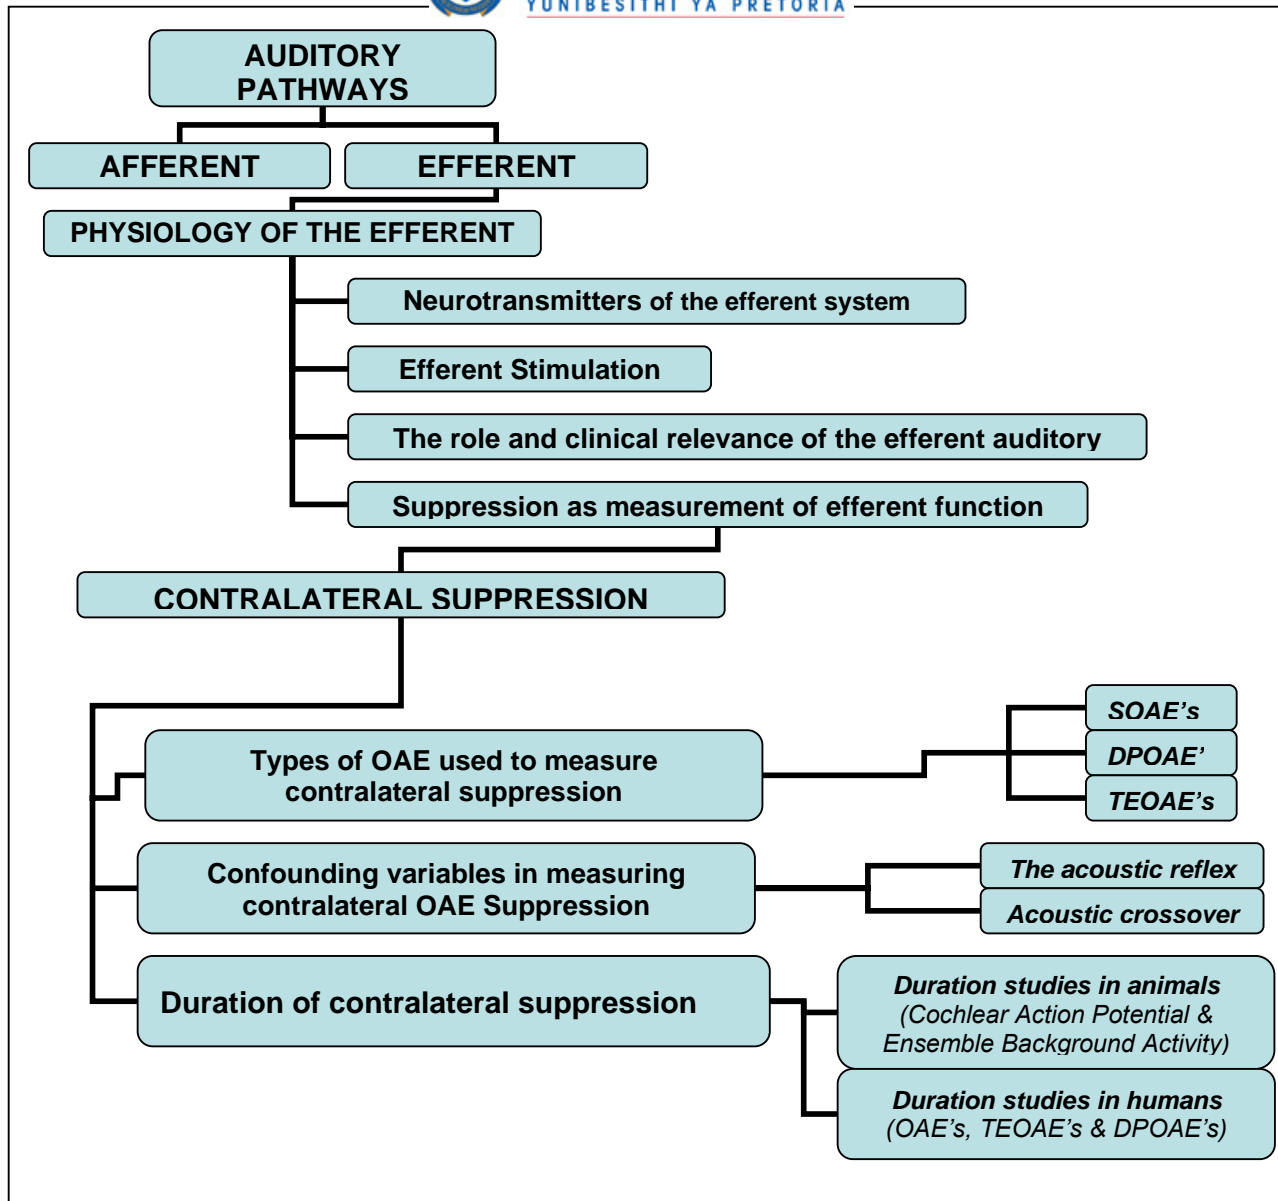 YUNIBESITHI YA PRETORIA
AUDITORY
PATHWAYS
AFFERENT
EFFERENT
PHYSIOLOGY OF THE EFFERENT
Neurotransmitters of the efferent system
Efferent Stimulation
The role and clinical relevance of the efferent auditory
Suppression as measurement of efferent function
CONTRALATERAL SUPPRESSION
Types of OAE used to measure
contralateral suppression
SOAE's
DPOAE'
TEOAE's
Confounding variables in measuring
contralateral OAE Suppression
The acoustic reflex
Acoustic crossover
Duration of contralateral suppression
Duration studies in animals
(Cochlear Action Potential &
Ensemble Background Activity)
Duration studies in humans
(OAE's, TEOAE's & DPOAE's)